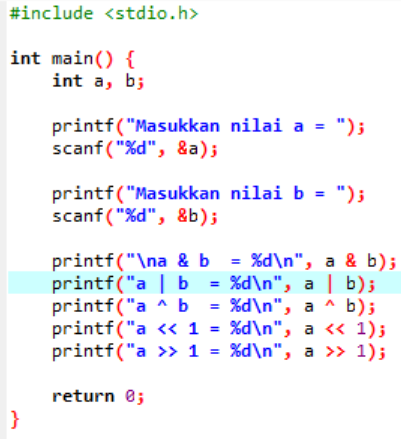 #include <stdio.h>
int main() {
int a, b;
printf("Masukkan nilai a = ");
scanf("%d", &a);
printf("Masukkan nilai b = ");
scanf("%d", &b);
printf("\na & b  = %d\n", a & b);
printf("a | b  = %d\n", a | b);
printf("a ^ b  = %d\n", a ^ b);
printf("a << 1 = %d\n", a << 1);
printf("a >> 1 = %d\n", a >> 1);
return 0;
}